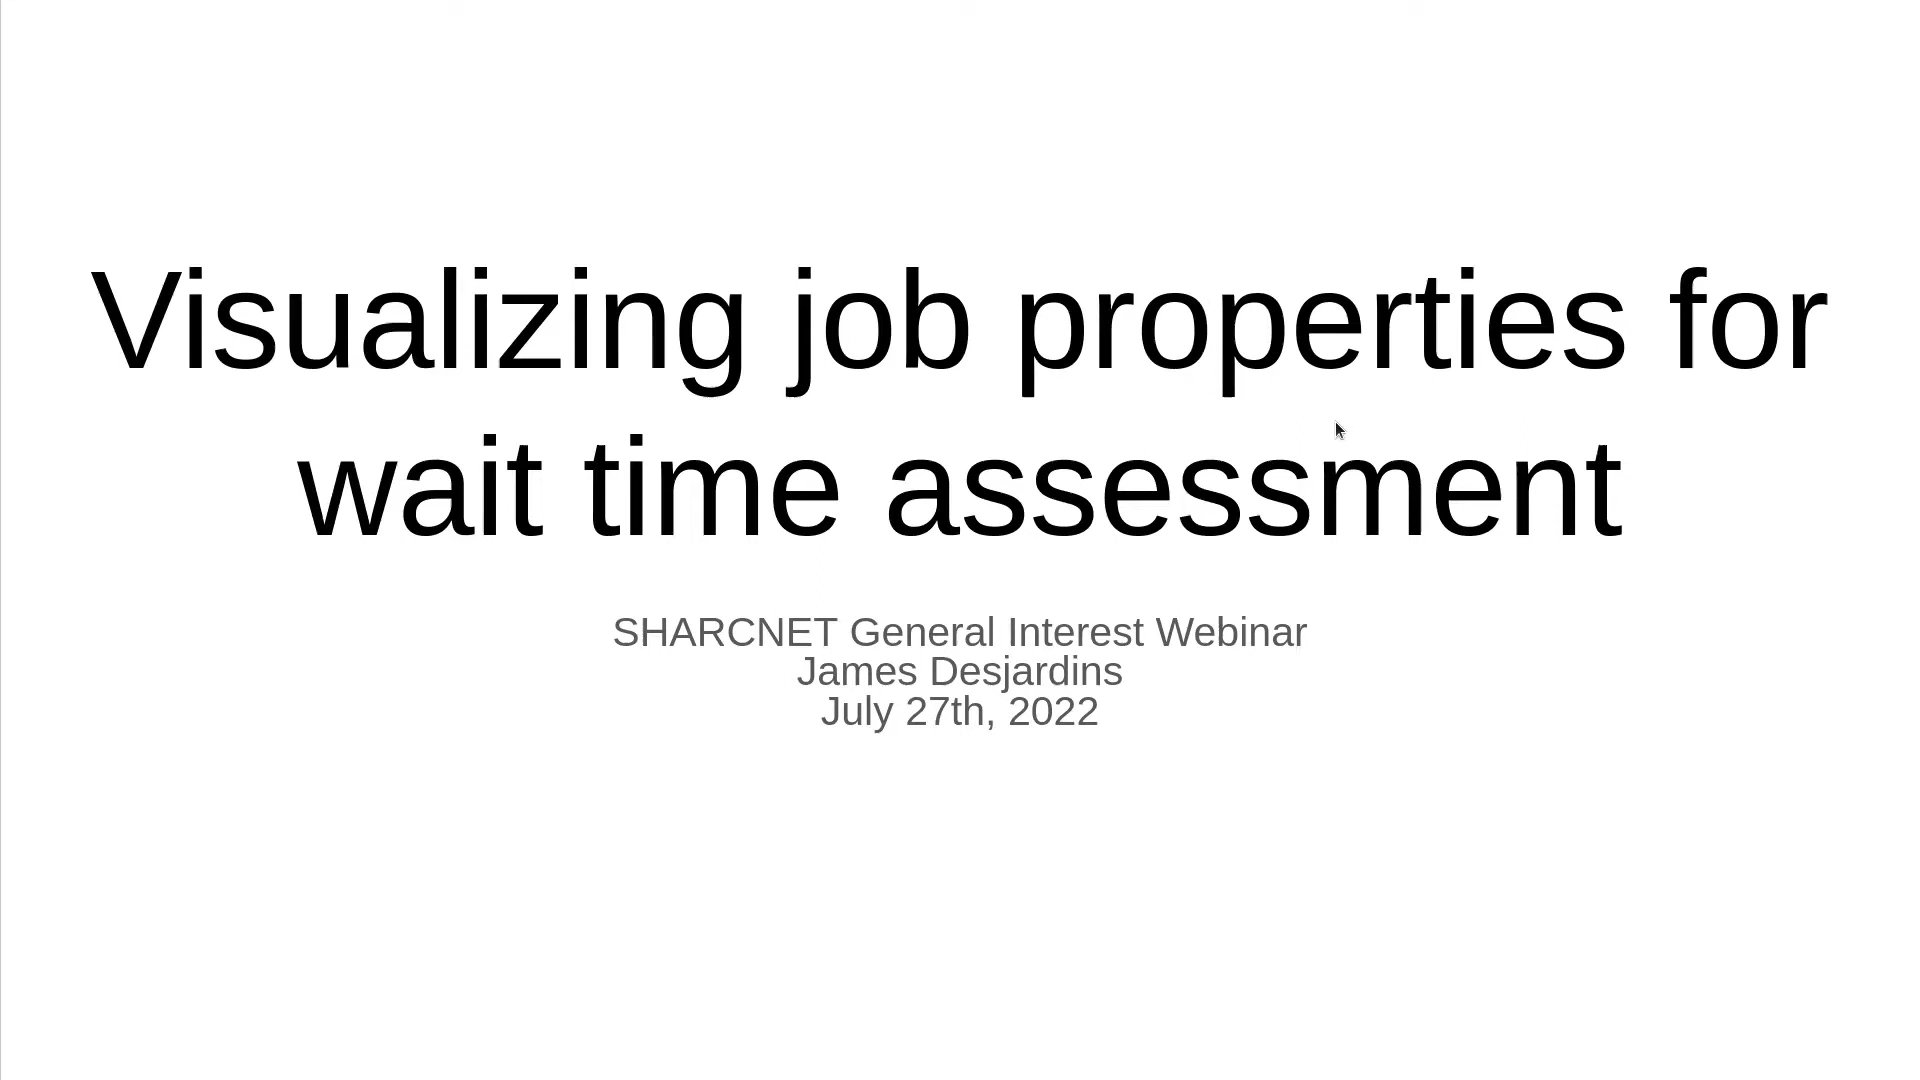 Visualizing job properties for
wait time assessment
SHARCNET General Interest Webinar
James Desjardins
July 27th, 2022